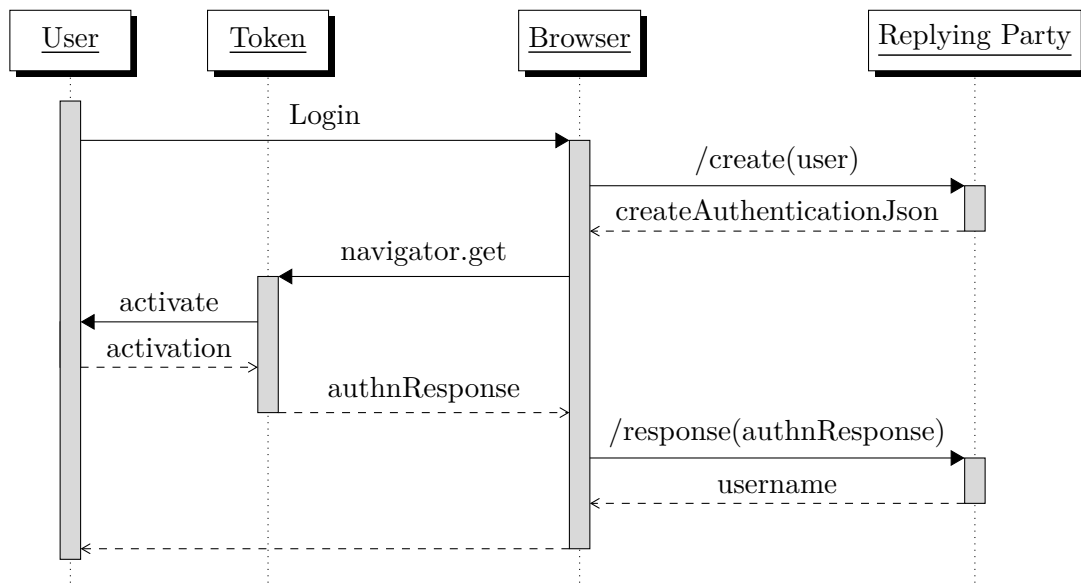 User
Token
Browser
Replying Party
Login
/create(user)
createAuthenticationJson
navigator.get
activate
activation
authnResponse
/response(authnResponse)
username